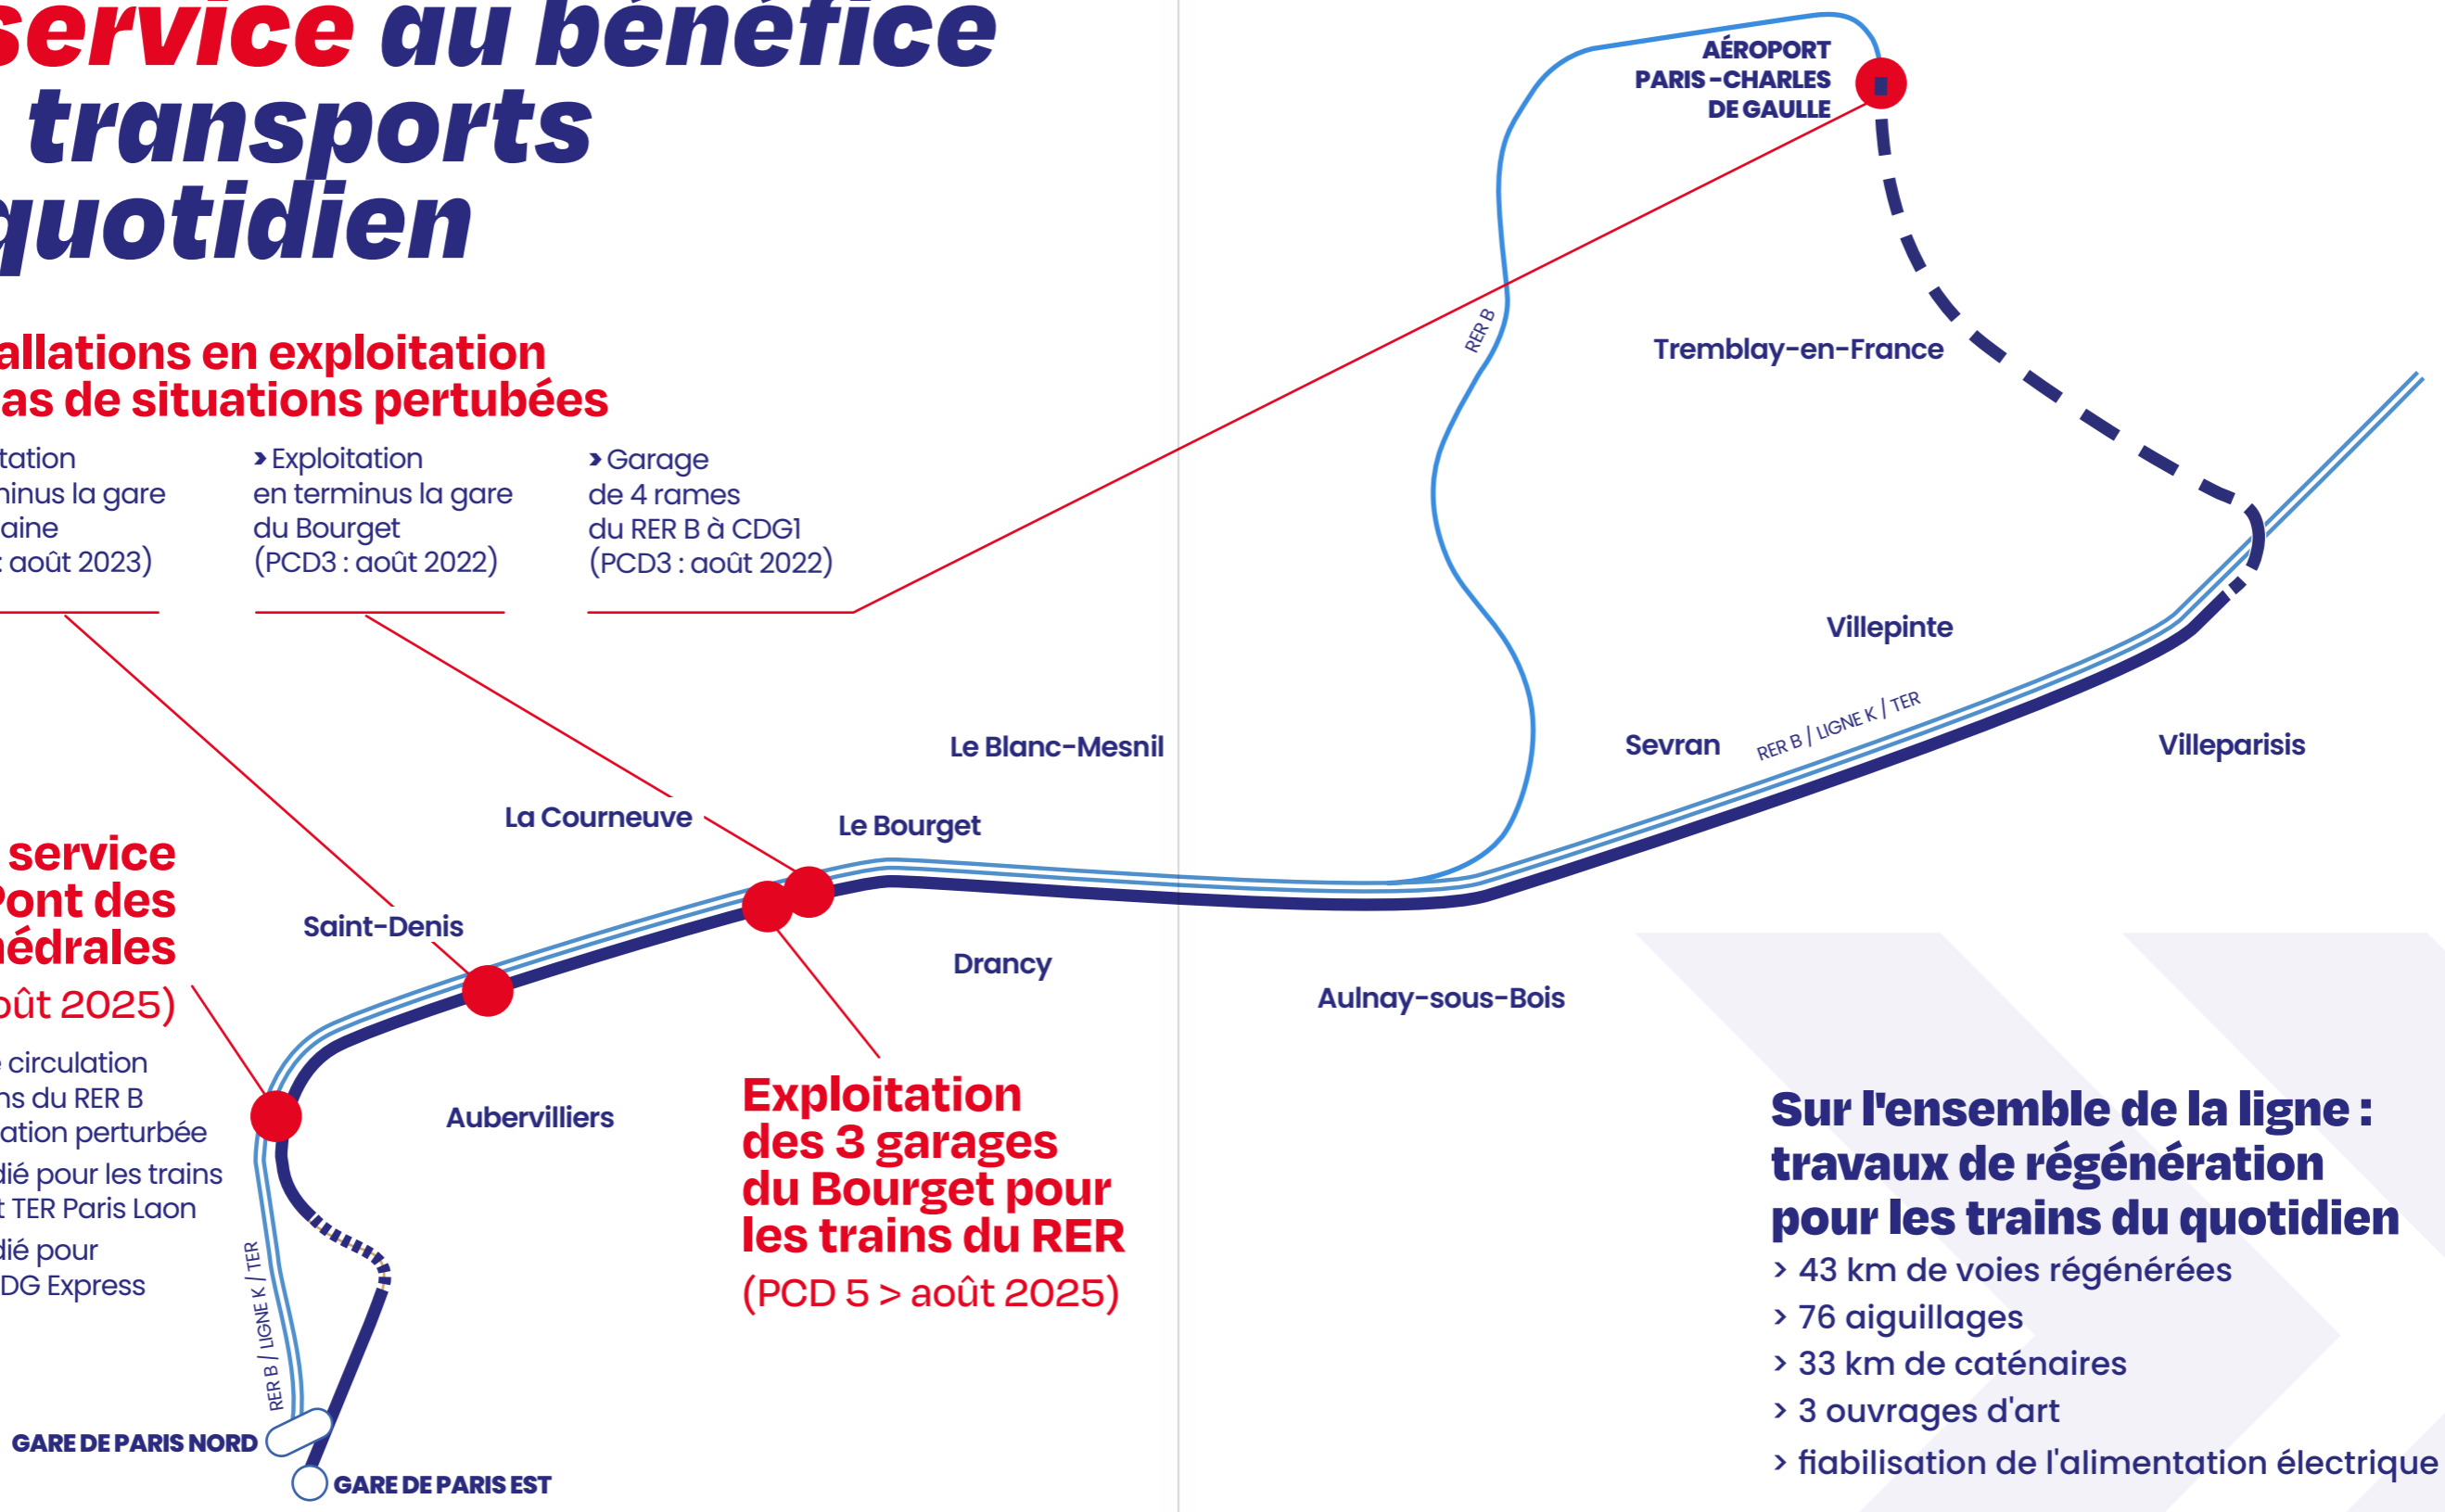 service au bénéfice
transports
quotidien
allations en exploitation
as de situations pertubées
tation
minus la gare
aine
: août 2023)
› Exploitation
en terminus la gare
du Bourget
(PCD3 : août 2022)
› Garage
de 4 rames
du RER B à CDG1
(PCD3 : août 2022)
AÉROPORT
PARIS-CHARLES
DE GAULLE
RER B
Tremblay-en-France
Villepinte
Sevran
RER B / LIGNE K / TER
Villeparisis
Le Blanc-Mesnil
La Courneuve
Le Bourget
Saint-Denis
Drancy
Aulnay-sous-Bois
Aubervilliers
service
Pont des
hédrales
oût 2025)
e circulation
ns du RER B
ation perturbée
dié pour les trains
t TER Paris Laon
dié pour
DG Express
RER B / LIGNE K / TER
GARE DE PARIS NORD
GARE DE PARIS EST
Exploitation
des 3 garages
du Bourget pour
les trains du RER
(PCD 5 > août 2025)
Sur l'ensemble de la ligne :
travaux de régénération
pour les trains du quotidien
> 43 km de voies régénérées
> 76 aiguillages
> 33 km de caténaires
> 3 ouvrages d'art
> fiabilisation de l'alimentation électrique